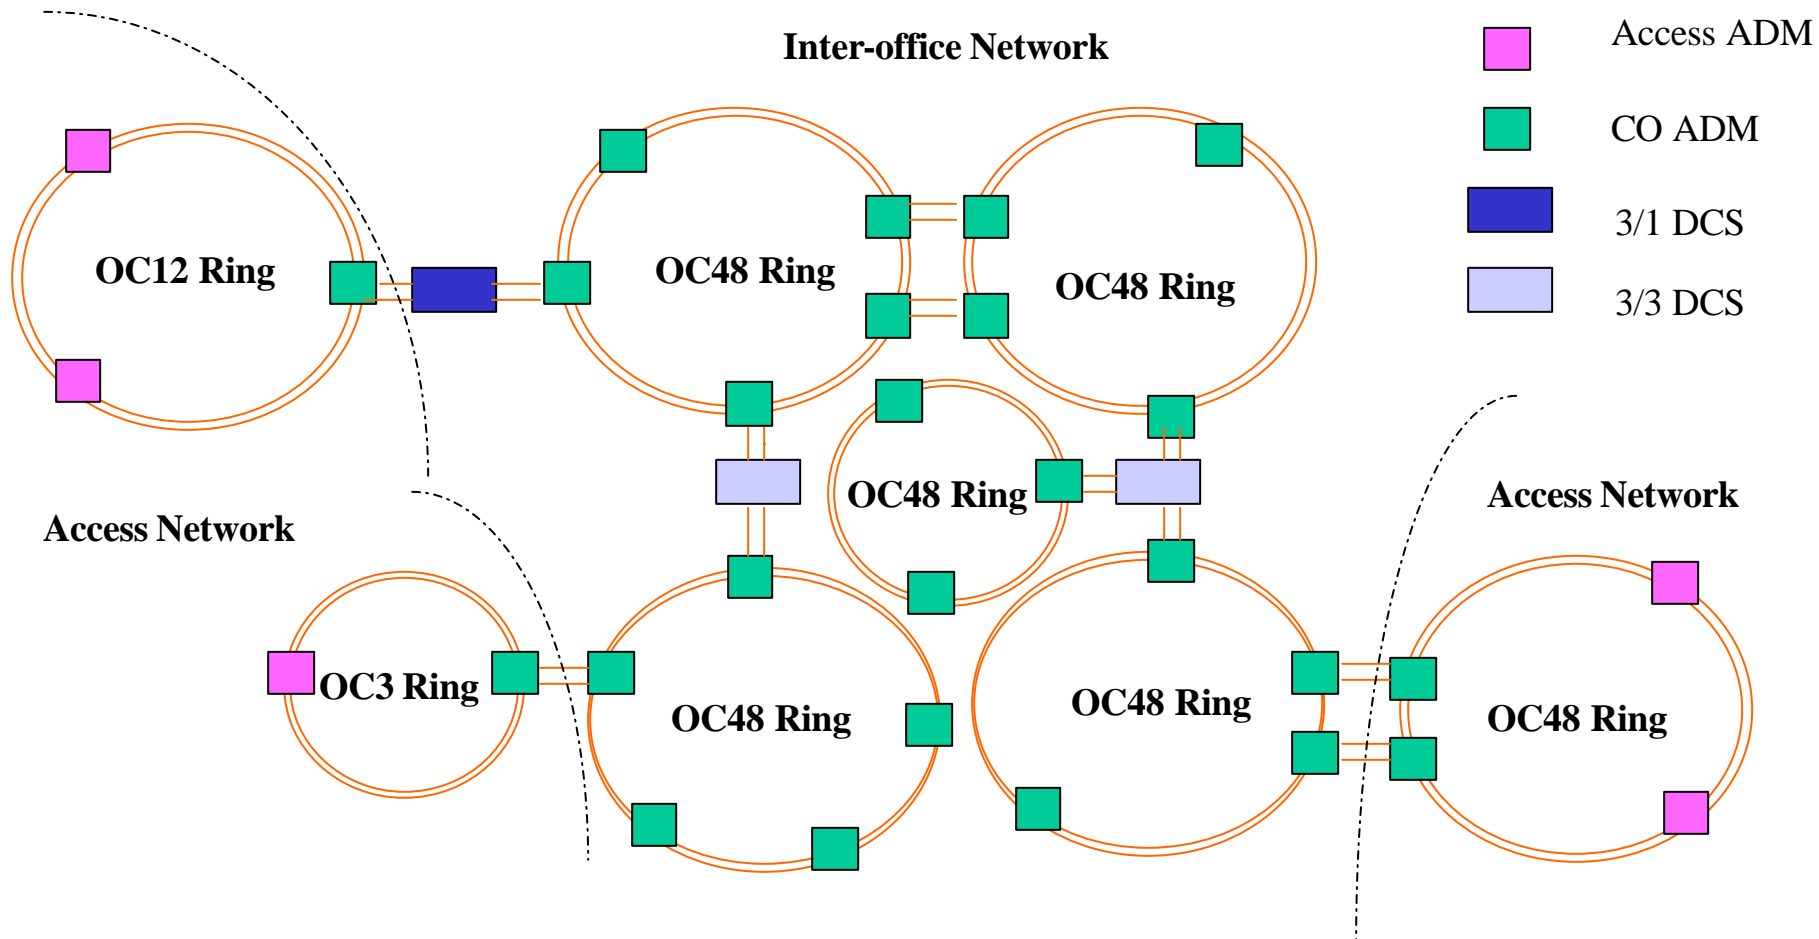 Inter-office Network
Access ADM
CO ADM
3/1 DCS
3/3 DCS
OC12 Ring
OC48 Ring
OC48 Ring
OC48 Ring
Access Network
Access Network
OC3 Ring
OC48 Ring
OC48 Ring
OC48 Ring